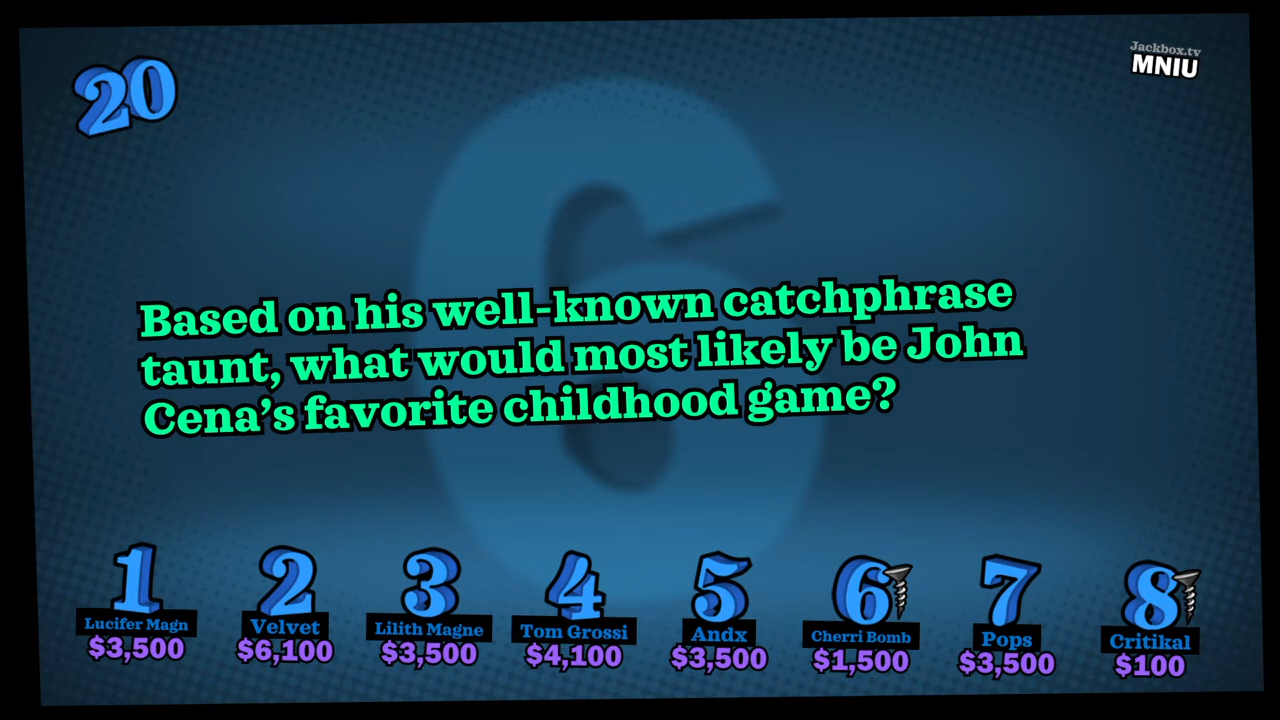 20
Jackbox.tv
MNIU
6
Based on his well-known catchphrase
taunt, what would most likely be John
Cena's favorite childhood game?
1 2 3 4 5 6 7 8
Lucifer Magn Velvet Lilith Magne Tom Grossi Andx Cherri Bomb Pops Critikal
$3,500 $6,100 $3,500 $4,100 $3,500 $1,500 $3,500 $100